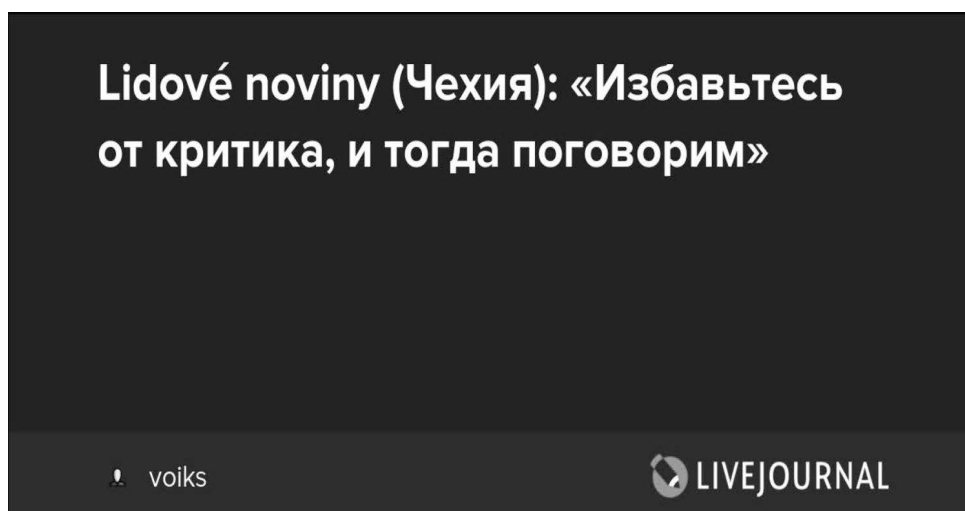 Lidové noviny (Чехия): «Избавьтесь
от критика, и тогда поговорим»
voiks
LIVEJOURNAL